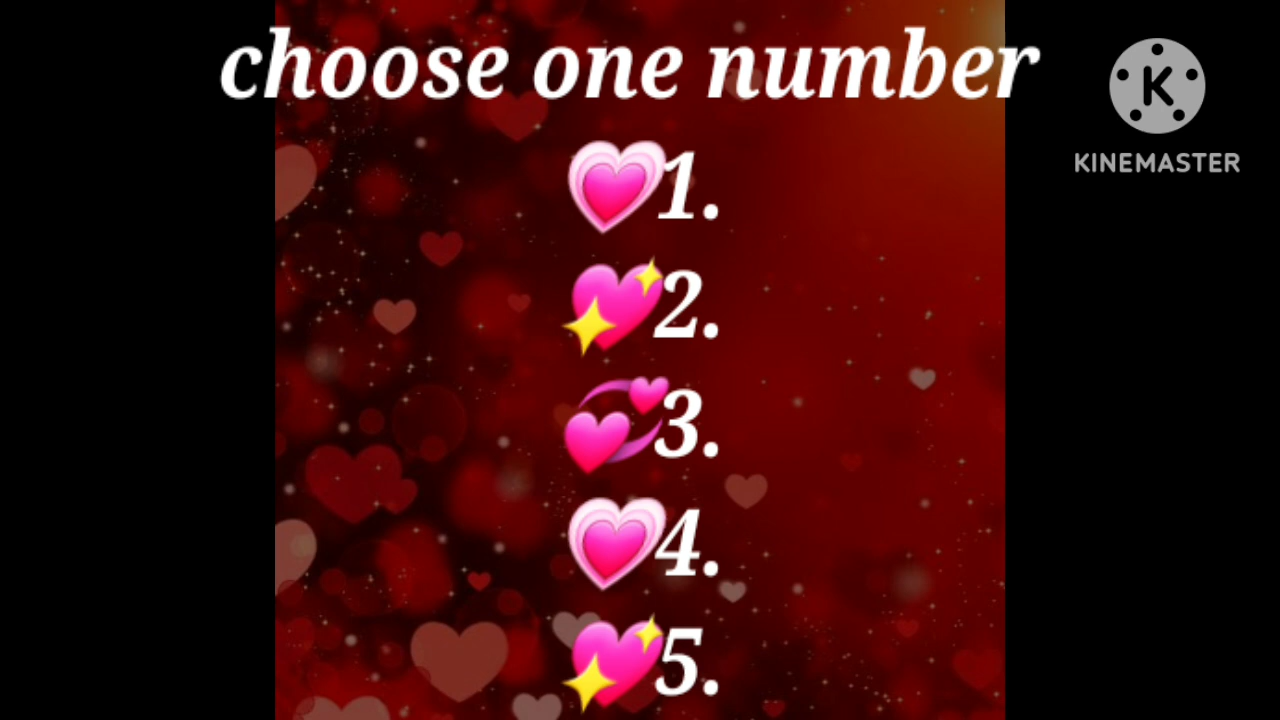 choose one number
💗1.
💖2.
💞3.
💗4.
💖5.
K
KINEMASTER